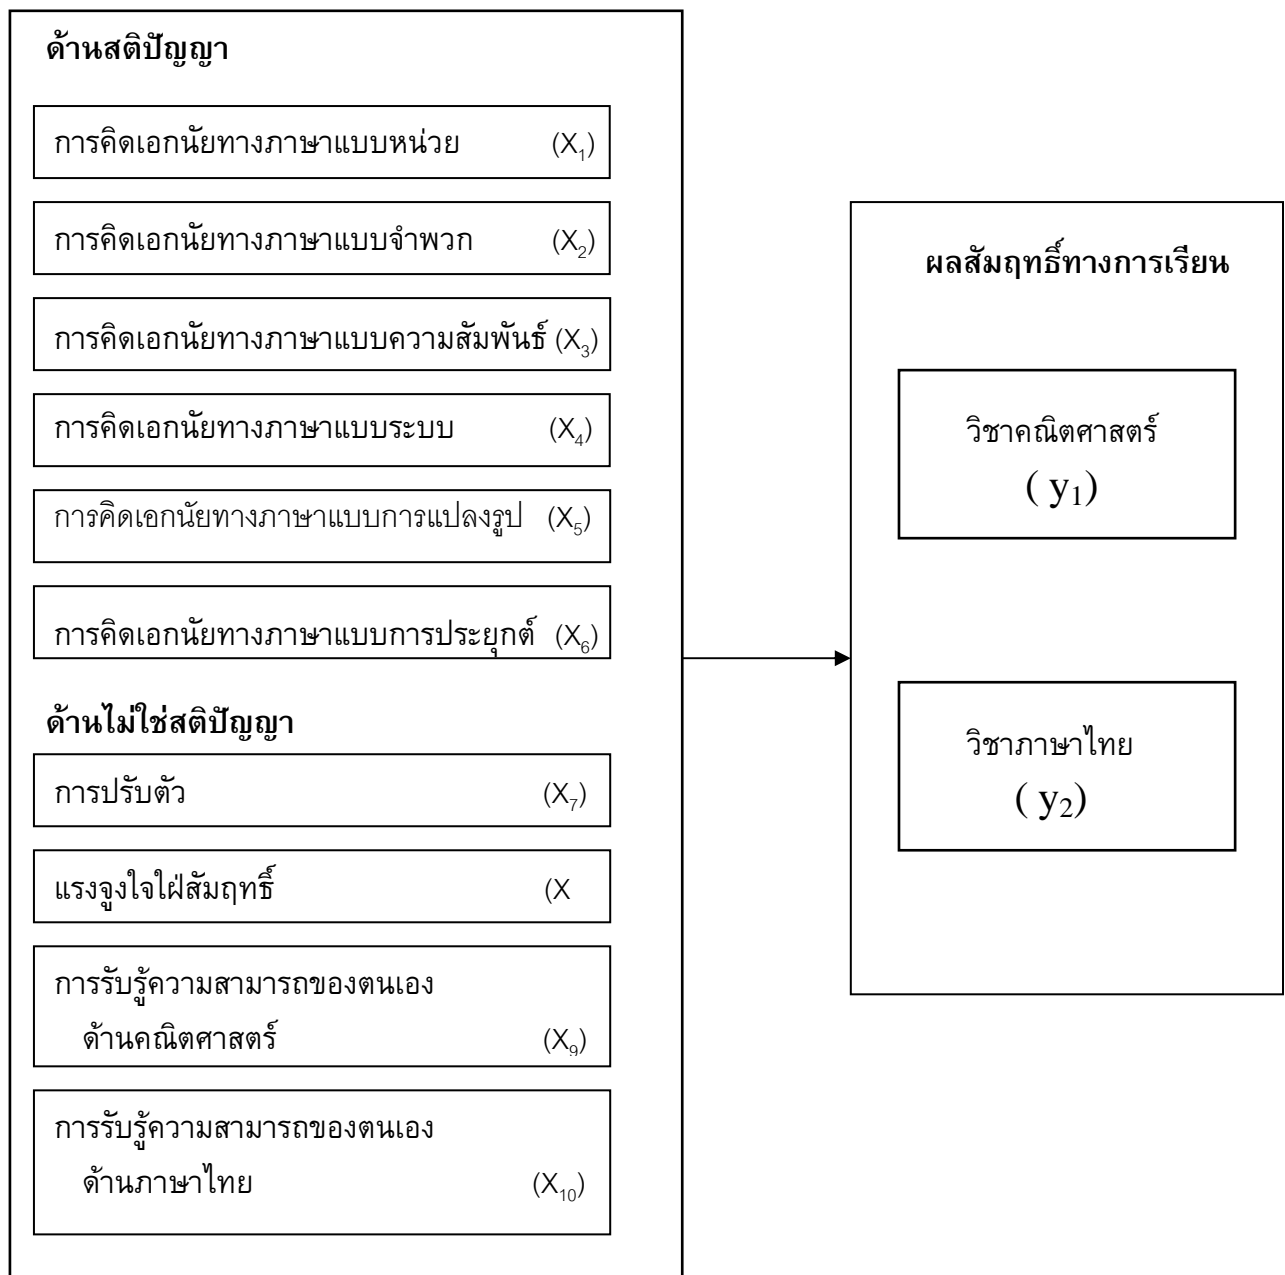 ด้านสติปัญญา
การคิดเอกนัยทางภาษาแบบหน่วย (X₁)
การคิดเอกนัยทางภาษาแบบจำพวก (X₂)
การคิดเอกนัยทางภาษาแบบความสัมพันธ์ (X₃)
การคิดเอกนัยทางภาษาแบบระบบ (X₄)
การคิดเอกนัยทางภาษาแบบการแปลงรูป (X₅)
การคิดเอกนัยทางภาษาแบบการประยุกต์ (X₆)
ด้านไม่ใช่สติปัญญา
การปรับตัว (X₇)
แรงจูงใจใฝ่สัมฤทธิ์ (X
การรับรู้ความสามารถของตนเอง
ด้านคณิตศาสตร์ (X₉)
การรับรู้ความสามารถของตนเอง
ด้านภาษาไทย (X₁₀)
ผลสัมฤทธิ์ทางการเรียน
วิชาคณิตศาสตร์
( y₁)
วิชาภาษาไทย
( y₂)